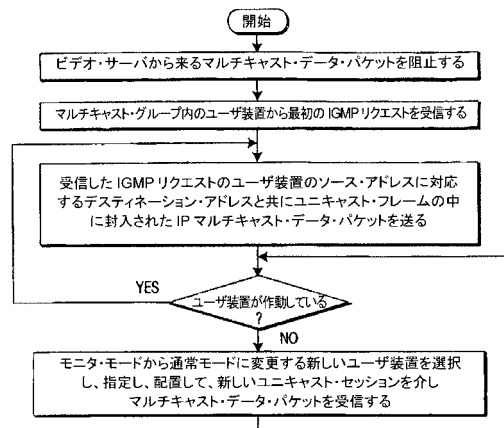 開始
ビデオ・サーバから来るマルチキャスト・データ・パケットを阻止する
マルチキャスト・グループ内のユーザ装置から最初の IGMP リクエストを受信する
受信した IGMP リクエストのユーザ装置のソース・アドレスに対応
するデスティネーション・アドレスと共にユニキャスト・フレームの中
に封入された IP マルチキャスト・データ・パケットを送る
YES
ユーザ装置が作動している
?
NO
モニタ・モードから通常モードに変更する新しいユーザ装置を選択
し、指定し、配置して、新しいユニキャスト・セッションを介し
マルチキャスト・データ・パケットを受信する